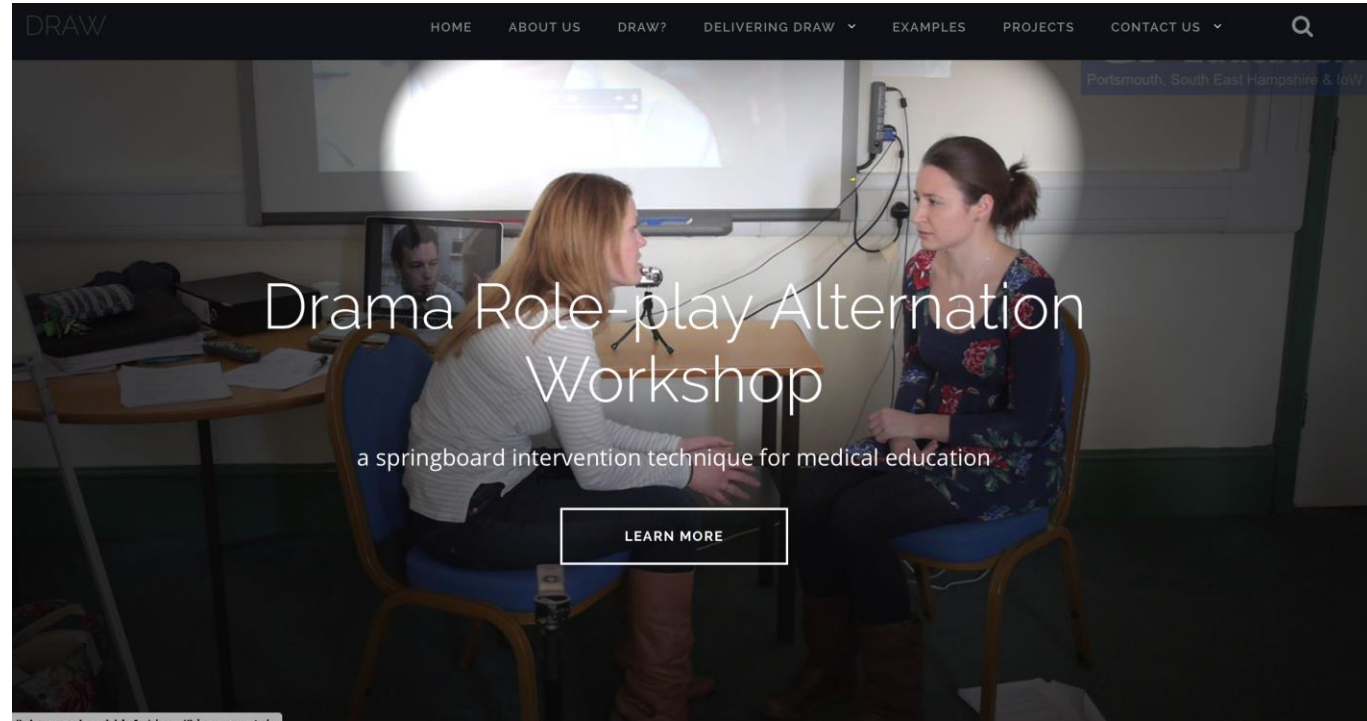 DRAW
HOME ABOUT US DRAW? DELIVERING DRAW EXAMPLES PROJECTS CONTACT US
Portsmouth, South East Hampshire & IoW
Drama Role-play Alternation
Workshop
a springboard intervention technique for medical education
LEARN MORE